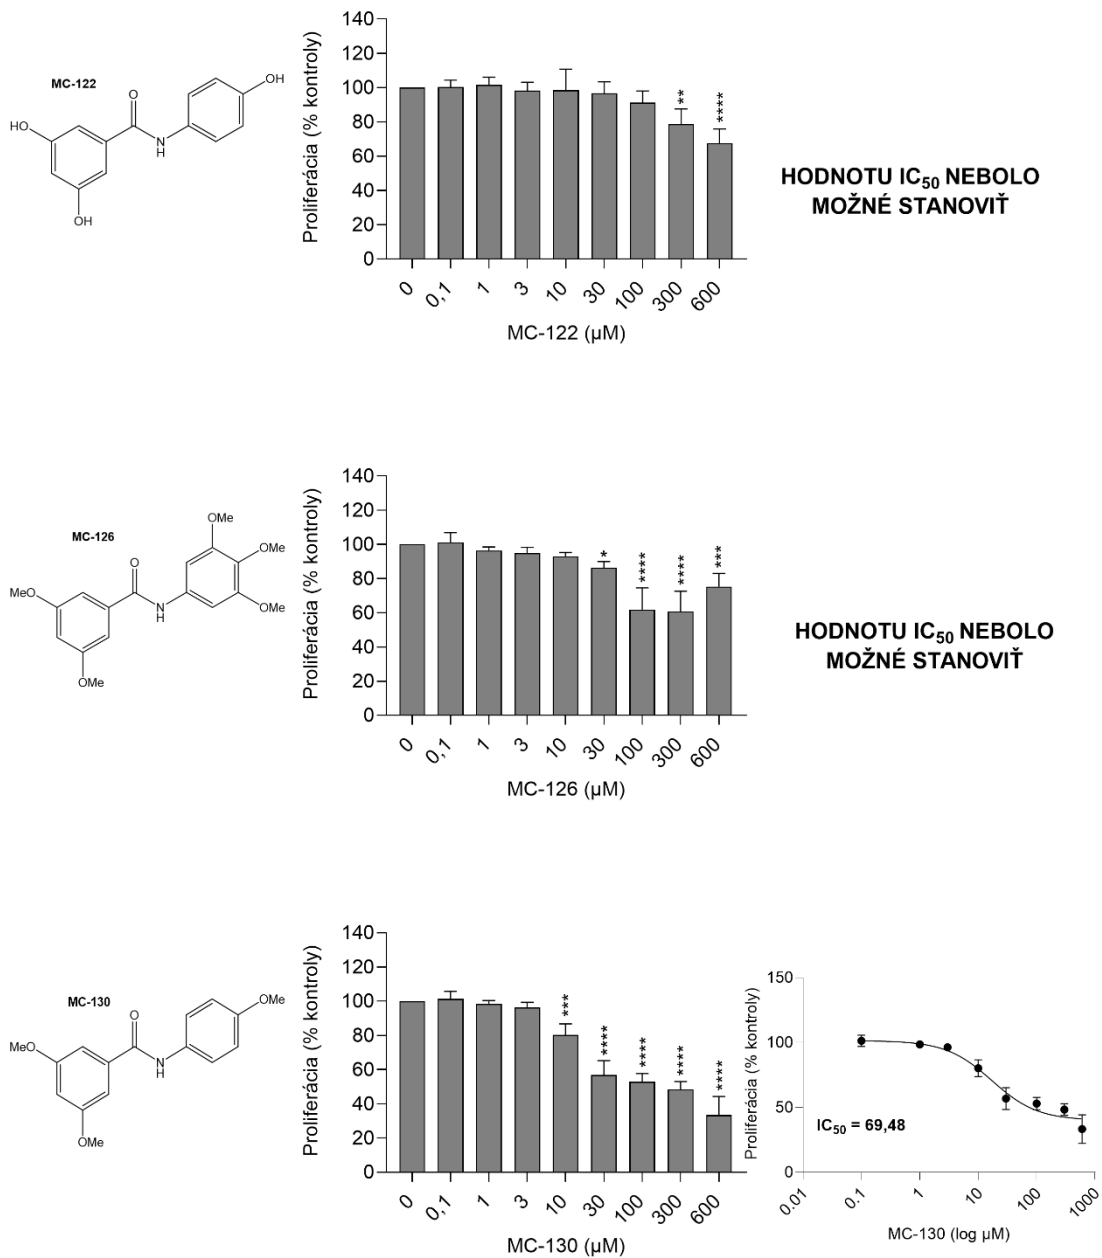 MC-122
OH
O
HO
N
H
OH
Proliferácia (% kontroly)
140
120
100
80
60
40
20
0
** ****
0 0,1 1 3 10 30 100 300 600
MC-122 (µM)
HODNOTU IC₅₀ NEBOLO
MOŽNÉ STANOVIŤ
MC-126
OMe
O
OMe
MeO
N
H
OMe
OMe
Proliferácia (% kontroly)
140
120
100
80
60
40
20
0
* **** **** ***
0 0,1 1 3 10 30 100 300 600
MC-126 (µM)
HODNOTU IC₅₀ NEBOLO
MOŽNÉ STANOVIŤ
MC-130
OMe
O
MeO
N
H
OMe
Proliferácia (% kontroly)
140
120
100
80
60
40
20
0
*** **** **** **** ****
0 0,1 1 3 10 30 100 300 600
MC-130 (µM)
Proliferácia (% kontroly)
150
100
50
0
IC₅₀ = 69,48
0.01 0.1 1 10 100 1000
MC-130 (log µM)